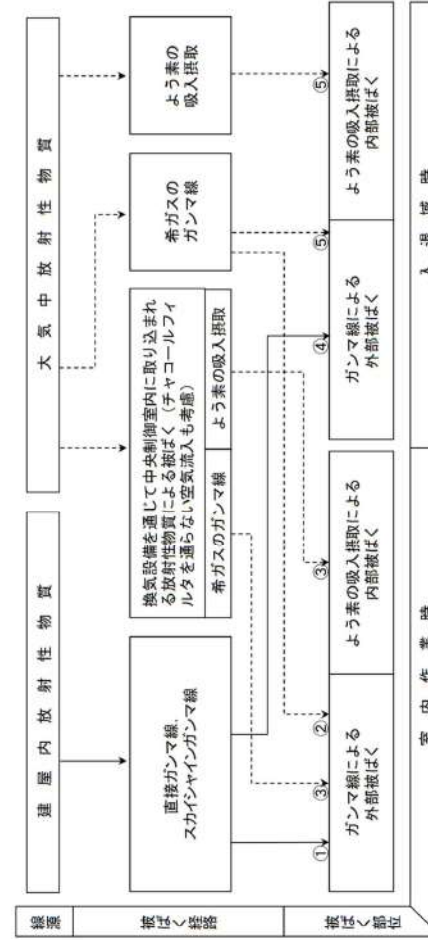 線源
建屋内放射性物質
大気中放射性物質
被ばく経路
直接ガンマ線、
スカイシャインガンマ線
換気設備を通じて中央制御室内に取り込まれ
る放射性物質による被ばく（チャコールフィ
ルタを通らない空気流入も考慮）
希ガスのガンマ線
よう素の吸入摂取
希ガスの
ガンマ線
よう素の
吸入摂取
被ばく部位
①
③
②
③
④
⑤
⑤
ガンマ線による
外部被ばく
よう素の吸入摂取による
内部被ばく
ガンマ線による
外部被ばく
よう素の吸入摂取による
内部被ばく
室内作業時
入退域時